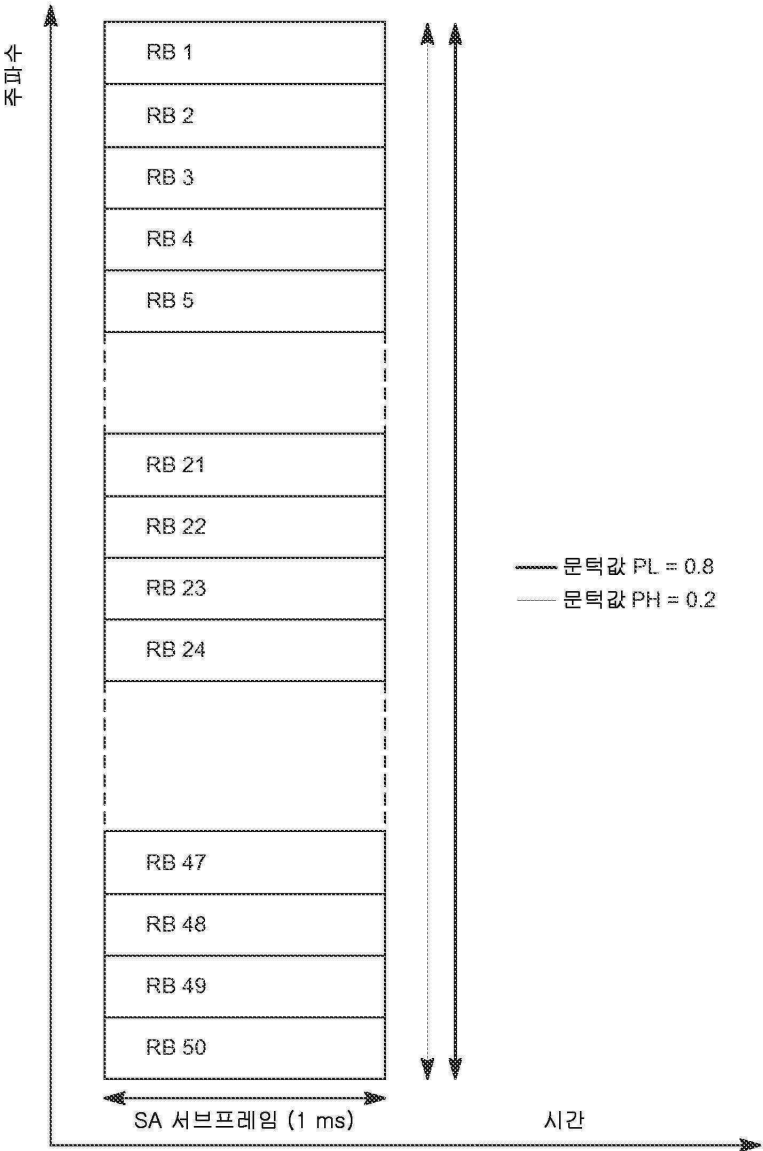 주파수
RB 1
RB 2
RB 3
RB 4
RB 5
RB 21
RB 22
RB 23
RB 24
문턱값 PL = 0.8
문턱값 PH = 0.2
RB 47
RB 48
RB 49
RB 50
SA 서브프레임 (1 ms)
시간